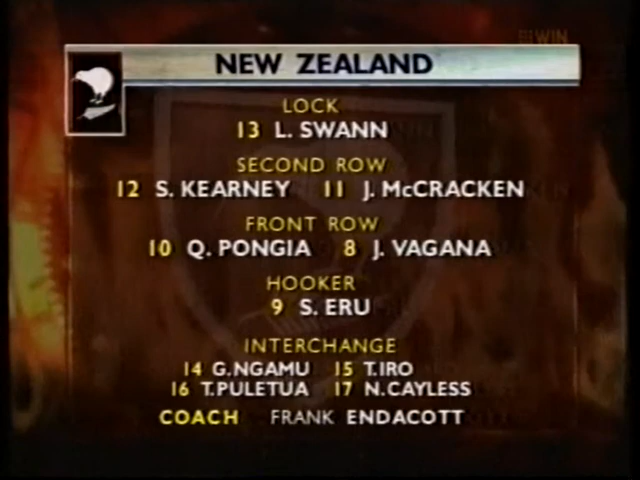 WIN
NEW ZEALAND
LOCK
13 L. SWANN
SECOND ROW
12 S. KEARNEY 11 J. McCRACKEN
FRONT ROW
10 Q. PONGIA 8 J. VAGANA
HOOKER
9 S. ERU
INTERCHANGE
14 G.NGAMU 15 T.IRO
16 T.PULETUA 17 N.CAYLESS
COACH FRANK ENDACOTT